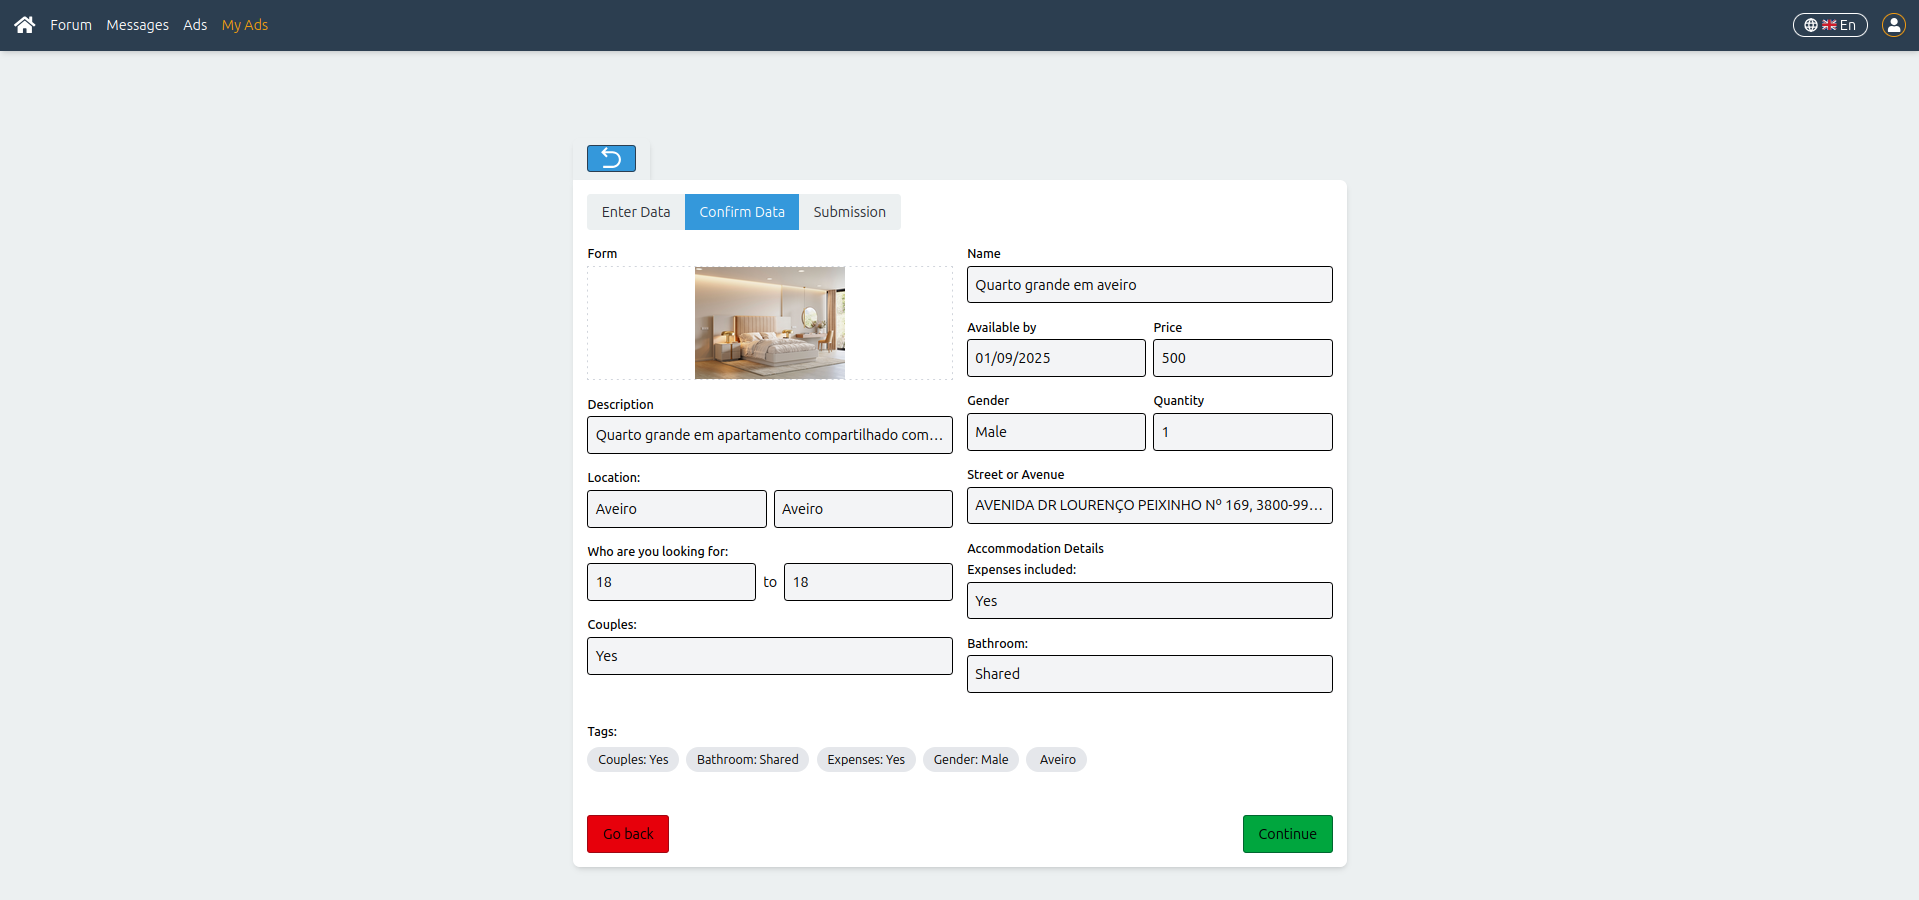 Forum Messages Ads My Ads En
Enter Data Confirm Data Submission
Form
Description
Quarto grande em apartamento compartilhado com...
Location:
Aveiro Aveiro
Who are you looking for:
18 to 18
Couples:
Yes
Name
Quarto grande em aveiro
Available by Price
01/09/2025 500
Gender Quantity
Male 1
Street or Avenue
AVENIDA DR LOURENÇO PEIXINHO Nº 169, 3800-99...
Accommodation Details
Expenses included:
Yes
Bathroom:
Shared
Tags:
Couples: Yes Bathroom: Shared Expenses: Yes Gender: Male Aveiro
Go back Continue